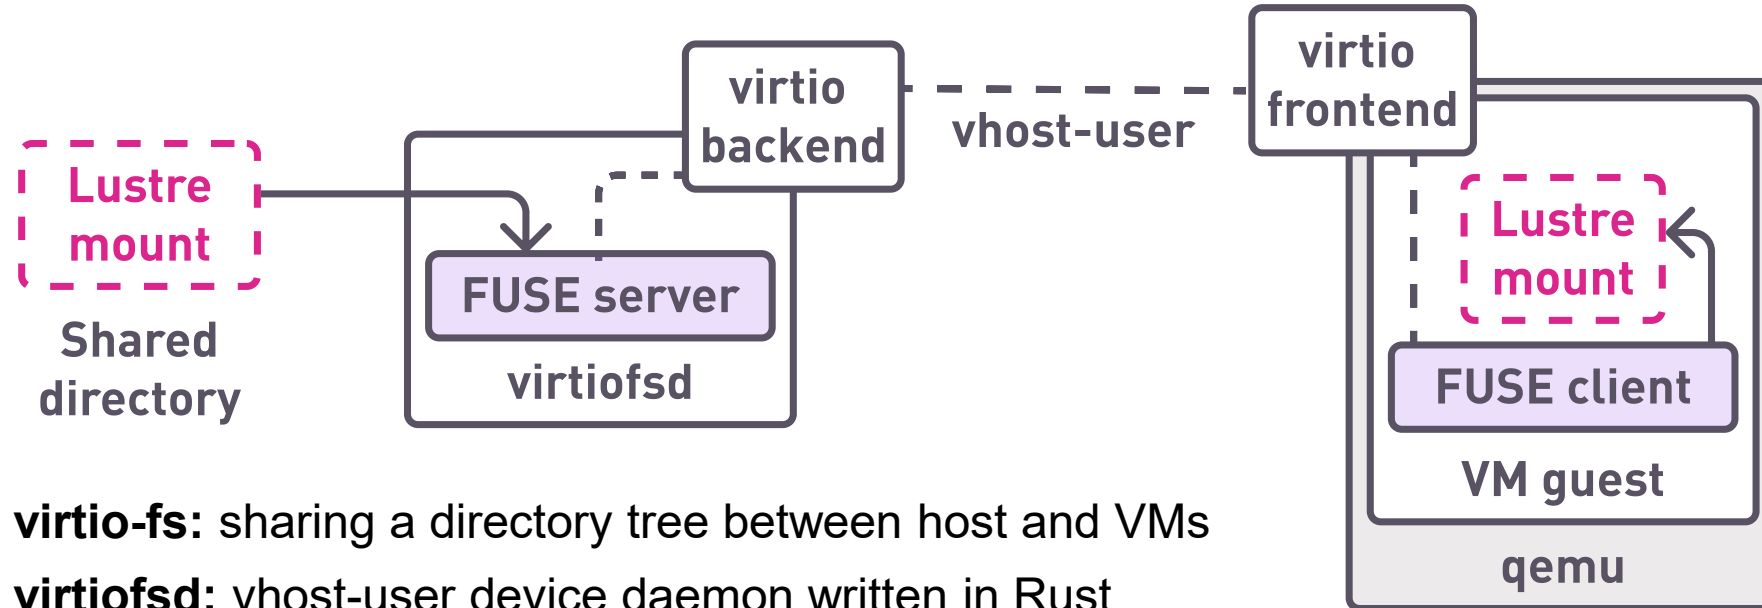 virtio
frontend
virtio
backend
vhost-user
Lustre
mount
Shared
directory
FUSE server
virtiofsd
Lustre
mount
FUSE client
VM guest
qemu
virtio-fs: sharing a directory tree between host and VMs
virtiofsd: vhost-user device daemon written in Rust